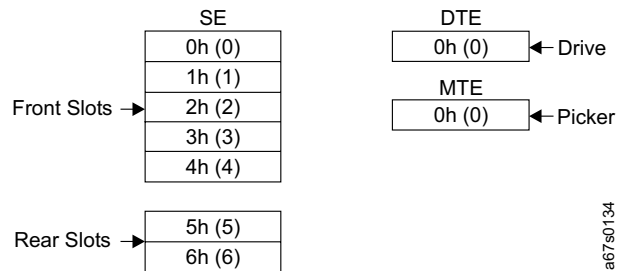 SE
0h (0)
1h (1)
Front Slots
2h (2)
3h (3)
4h (4)
Rear Slots
5h (5)
6h (6)
DTE
0h (0)
Drive
MTE
0h (0)
Picker
a67s0134